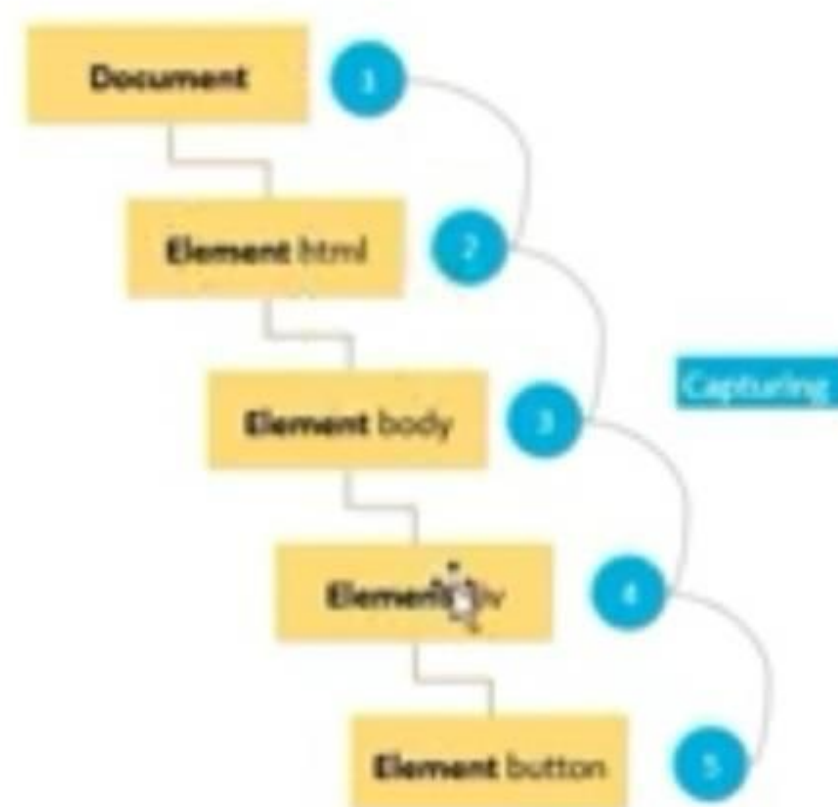 Document
1
Element html
2
Element body
3
Capturing
4
Element button
5